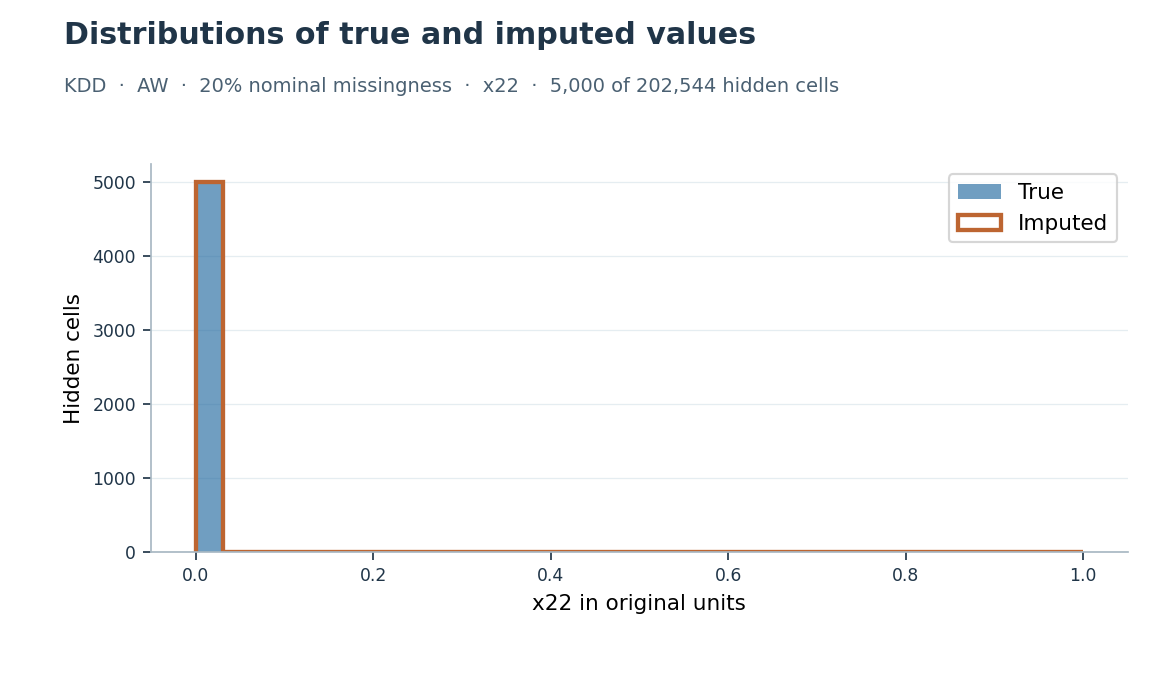 Distributions of true and imputed values
KDD · AW · 20% nominal missingness · x22 · 5,000 of 202,544 hidden cells
True
Imputed
Hidden cells
5000
4000
3000
2000
1000
0
0.0 0.2 0.4 0.6 0.8 1.0
x22 in original units